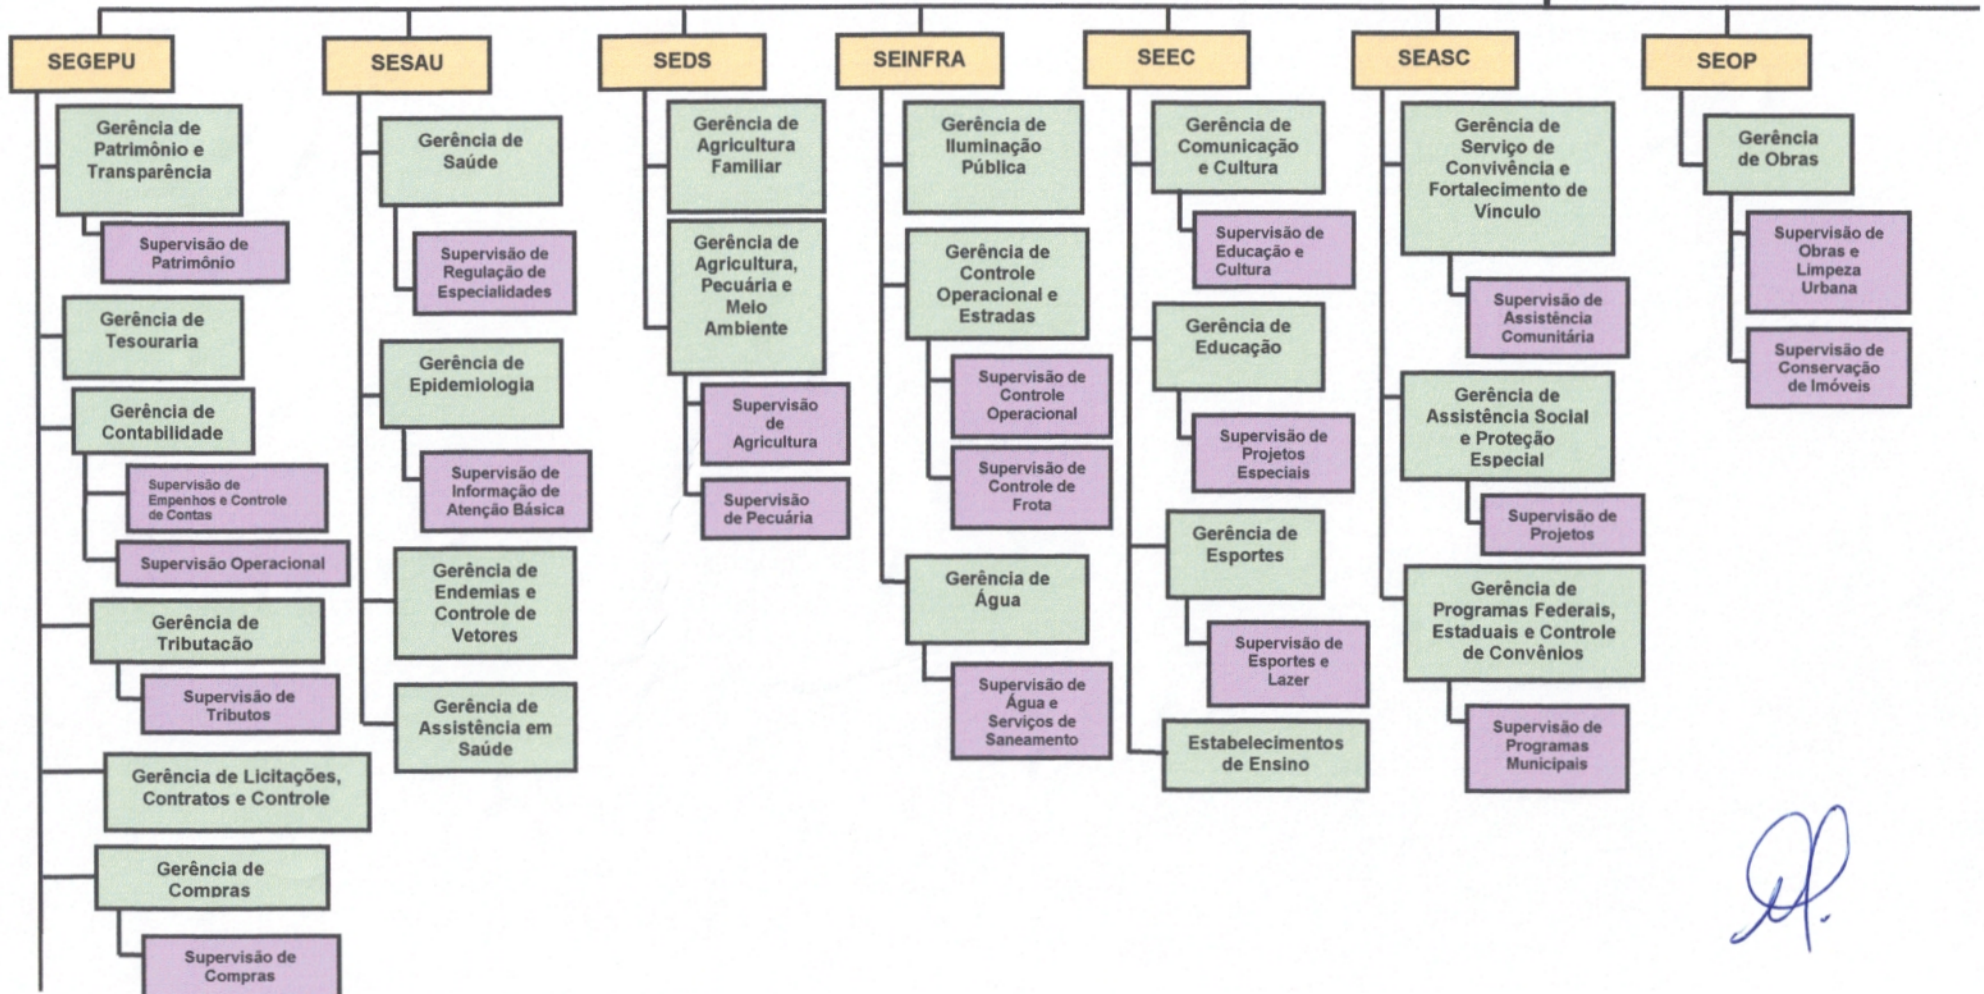 SEGEPU
Gerência de
Patrimônio e
Transparência
Supervisão de
Patrimônio
Gerência de
Tesouraria
Gerência de
Contabilidade
Supervisão de
Empenhos e Controle
de Contas
Supervisão Operacional
Gerência de
Tributação
Supervisão de
Tributos
Gerência de Licitações,
Contratos e Controle
Gerência de
Compras
Supervisão de
Compras
SESAU
Gerência de
Saúde
Supervisão de
Regulação de
Especialidades
Gerência de
Epidemiologia
Supervisão de
Informação de
Atenção Básica
Gerência de
Endemias e
Controle de
Vetores
Gerência de
Assistência em
Saúde
SEDS
Gerência de
Agricultura
Familiar
Gerência de
Agricultura,
Pecuária e
Meio
Ambiente
Supervisão
de
Agricultura
Supervisão
de Pecuária
SEINFRA
Gerência de
Iluminação
Pública
Gerência de
Controle
Operacional e
Estradas
Supervisão de
Controle
Operacional
Supervisão de
Controle de
Frota
Gerência de
Água
Supervisão de
Água e
Serviços de
Saneamento
SEEC
Gerência de
Comunicação
e Cultura
Supervisão de
Educação e
Cultura
Gerência de
Educação
Supervisão de
Projetos
Especiais
Gerência de
Esportes
Supervisão de
Esportes e
Lazer
Estabelecimentos
de Ensino
SEASC
Gerência de
Serviço de
Convivência e
Fortalecimento de
Vínculo
Supervisão de
Assistência
Comunitária
Gerência de
Assistência Social
e Proteção
Especial
Supervisão de
Projetos
Gerência de
Programas Federais,
Estaduais e Controle
de Convênios
Supervisão de
Programas
Municipais
SEOP
Gerência
de Obras
Supervisão de
Obras e
Limpeza
Urbana
Supervisão de
Conservação
de Imóveis